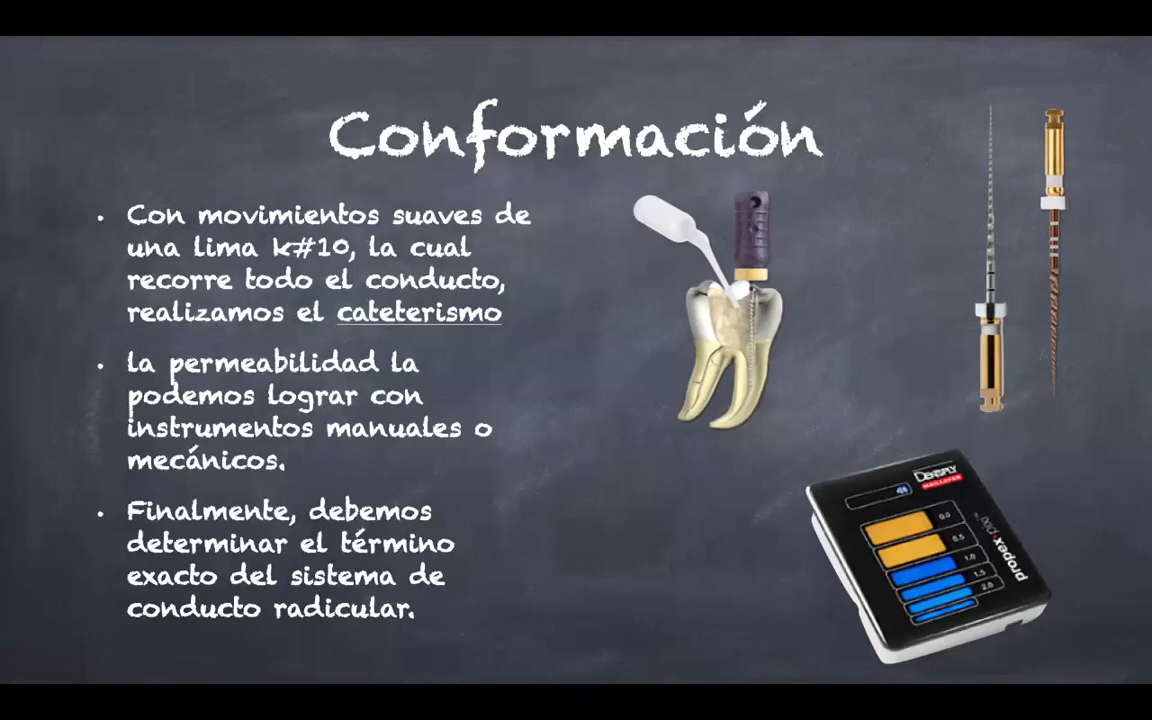 Conformación
• Con movimientos suaves de
una lima k#10, la cual
recorre todo el conducto,
realizamos el cateterismo
• la permeabilidad la
podemos lograr con
instrumentos manuales o
mecánicos.
• Finalmente, debemos
determinar el término
exacto del sistema de
conducto radicular.
DENTSPLY
MAILLEFER
0.0
0.5
1.0
1.5
2.0
propex pixi